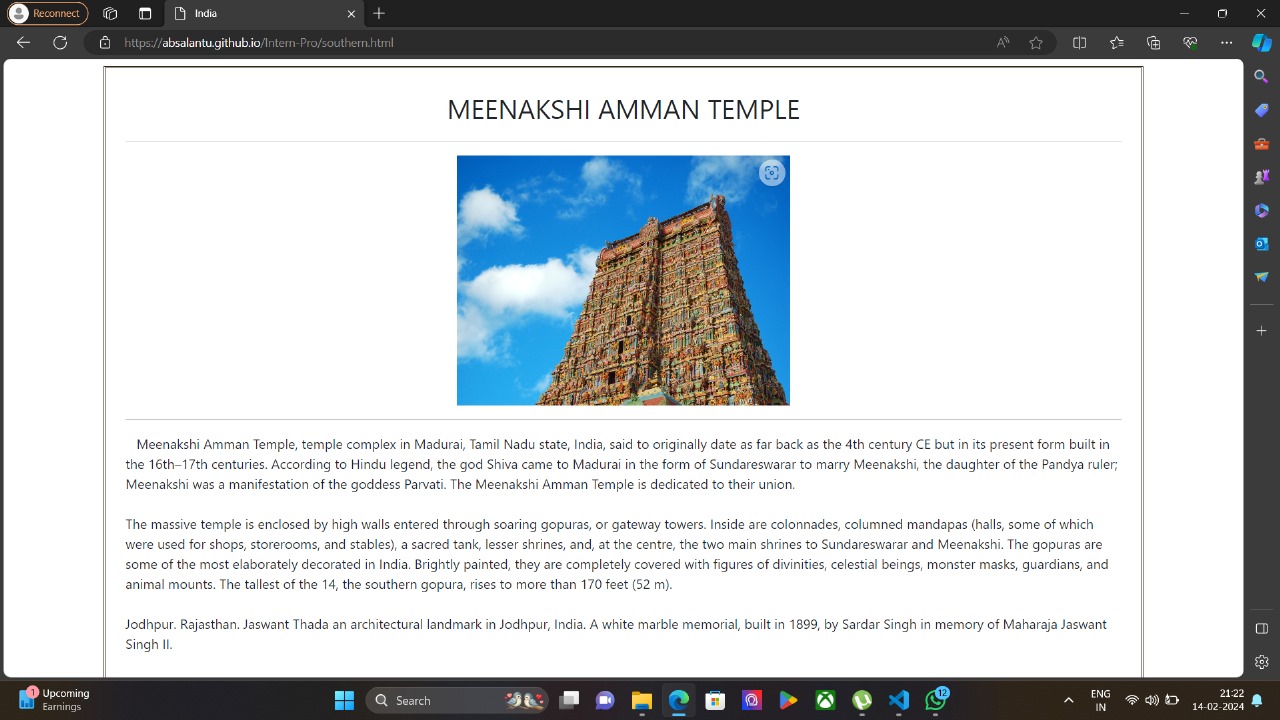 Reconnect
India
https://absalantu.github.io/Intern-Pro/southern.html
MEENAKSHI AMMAN TEMPLE
Meenakshi Amman Temple, temple complex in Madurai, Tamil Nadu state, India, said to originally date as far back as the 4th century CE but in its present form built in
the 16th–17th centuries. According to Hindu legend, the god Shiva came to Madurai in the form of Sundareswarar to marry Meenakshi, the daughter of the Pandya ruler;
Meenakshi was a manifestation of the goddess Parvati. The Meenakshi Amman Temple is dedicated to their union.
The massive temple is enclosed by high walls entered through soaring gopuras, or gateway towers. Inside are colonnades, columned mandapas (halls, some of which
were used for shops, storerooms, and stables), a sacred tank, lesser shrines, and, at the centre, the two main shrines to Sundareswarar and Meenakshi. The gopuras are
some of the most elaborately decorated in India. Brightly painted, they are completely covered with figures of divinities, celestial beings, monster masks, guardians, and
animal mounts. The tallest of the 14, the southern gopura, rises to more than 170 feet (52 m).
Jodhpur. Rajasthan. Jaswant Thada an architectural landmark in Jodhpur, India. A white marble memorial, built in 1899, by Sardar Singh in memory of Maharaja Jaswant
Singh II.
1
Upcoming
Earnings
Search
12
ENG
IN
21:22
14-02-2024